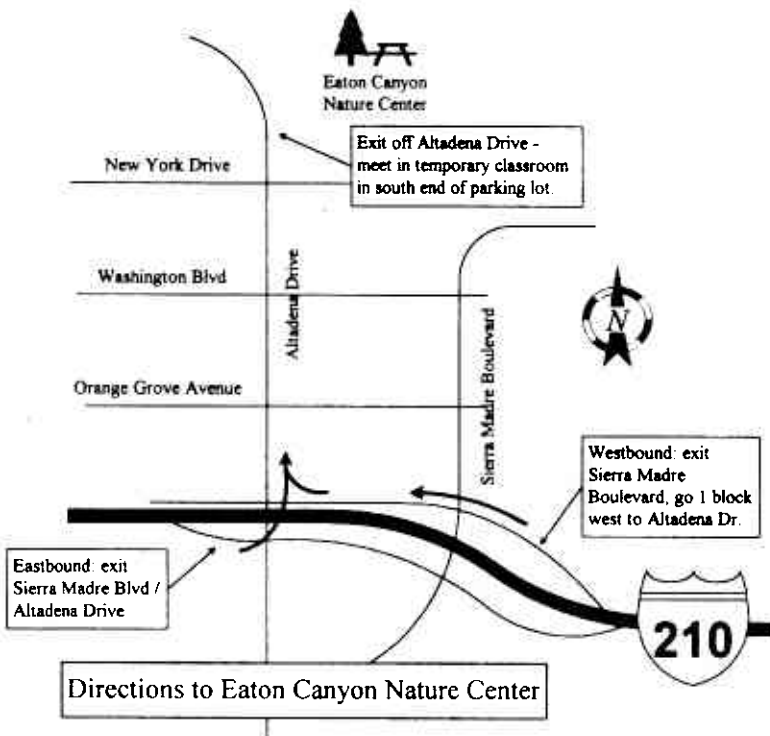 Eaton Canyon
Nature Center
Exit off Altadena Drive -
meet in temporary classroom
in south end of parking lot.
New York Drive
Washington Blvd
Altadena Drive
N
Sierra Madre Boulevard
Orange Grove Avenue
Westbound: exit
Sierra Madre
Boulevard, go 1 block
west to Altadena Dr.
Eastbound: exit
Sierra Madre Blvd /
Altadena Drive
210
Directions to Eaton Canyon Nature Center